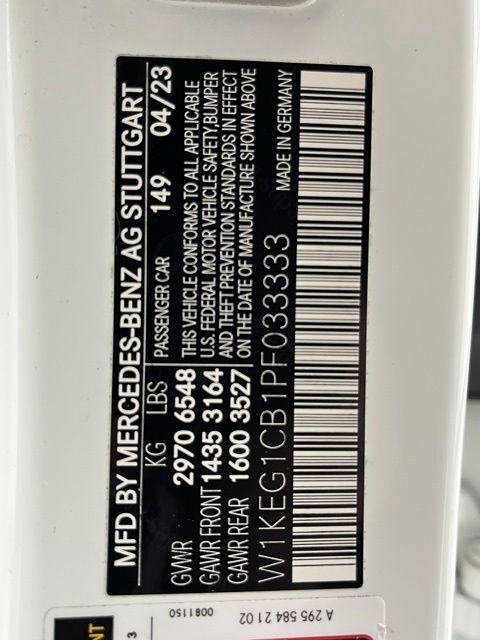 MFD BY MERCEDES-BENZ AG STUTTGART
KG LBS PASSENGER CAR 149 04/23
GVWR 2970 6548 THIS VEHICLE CONFORMS TO ALL APPLICABLE
GAWR FRONT 1435 3164 U.S. FEDERAL MOTOR VEHICLE SAFETY, BUMPER
GAWR REAR 1600 3527 AND THEFT PREVENTION STANDARDS IN EFFECT
ON THE DATE OF MANUFACTURE SHOWN ABOVE
W1KEG1CB1PF033333 MADE IN GERMANY
NT
3
0081150
A 295 584 21 02